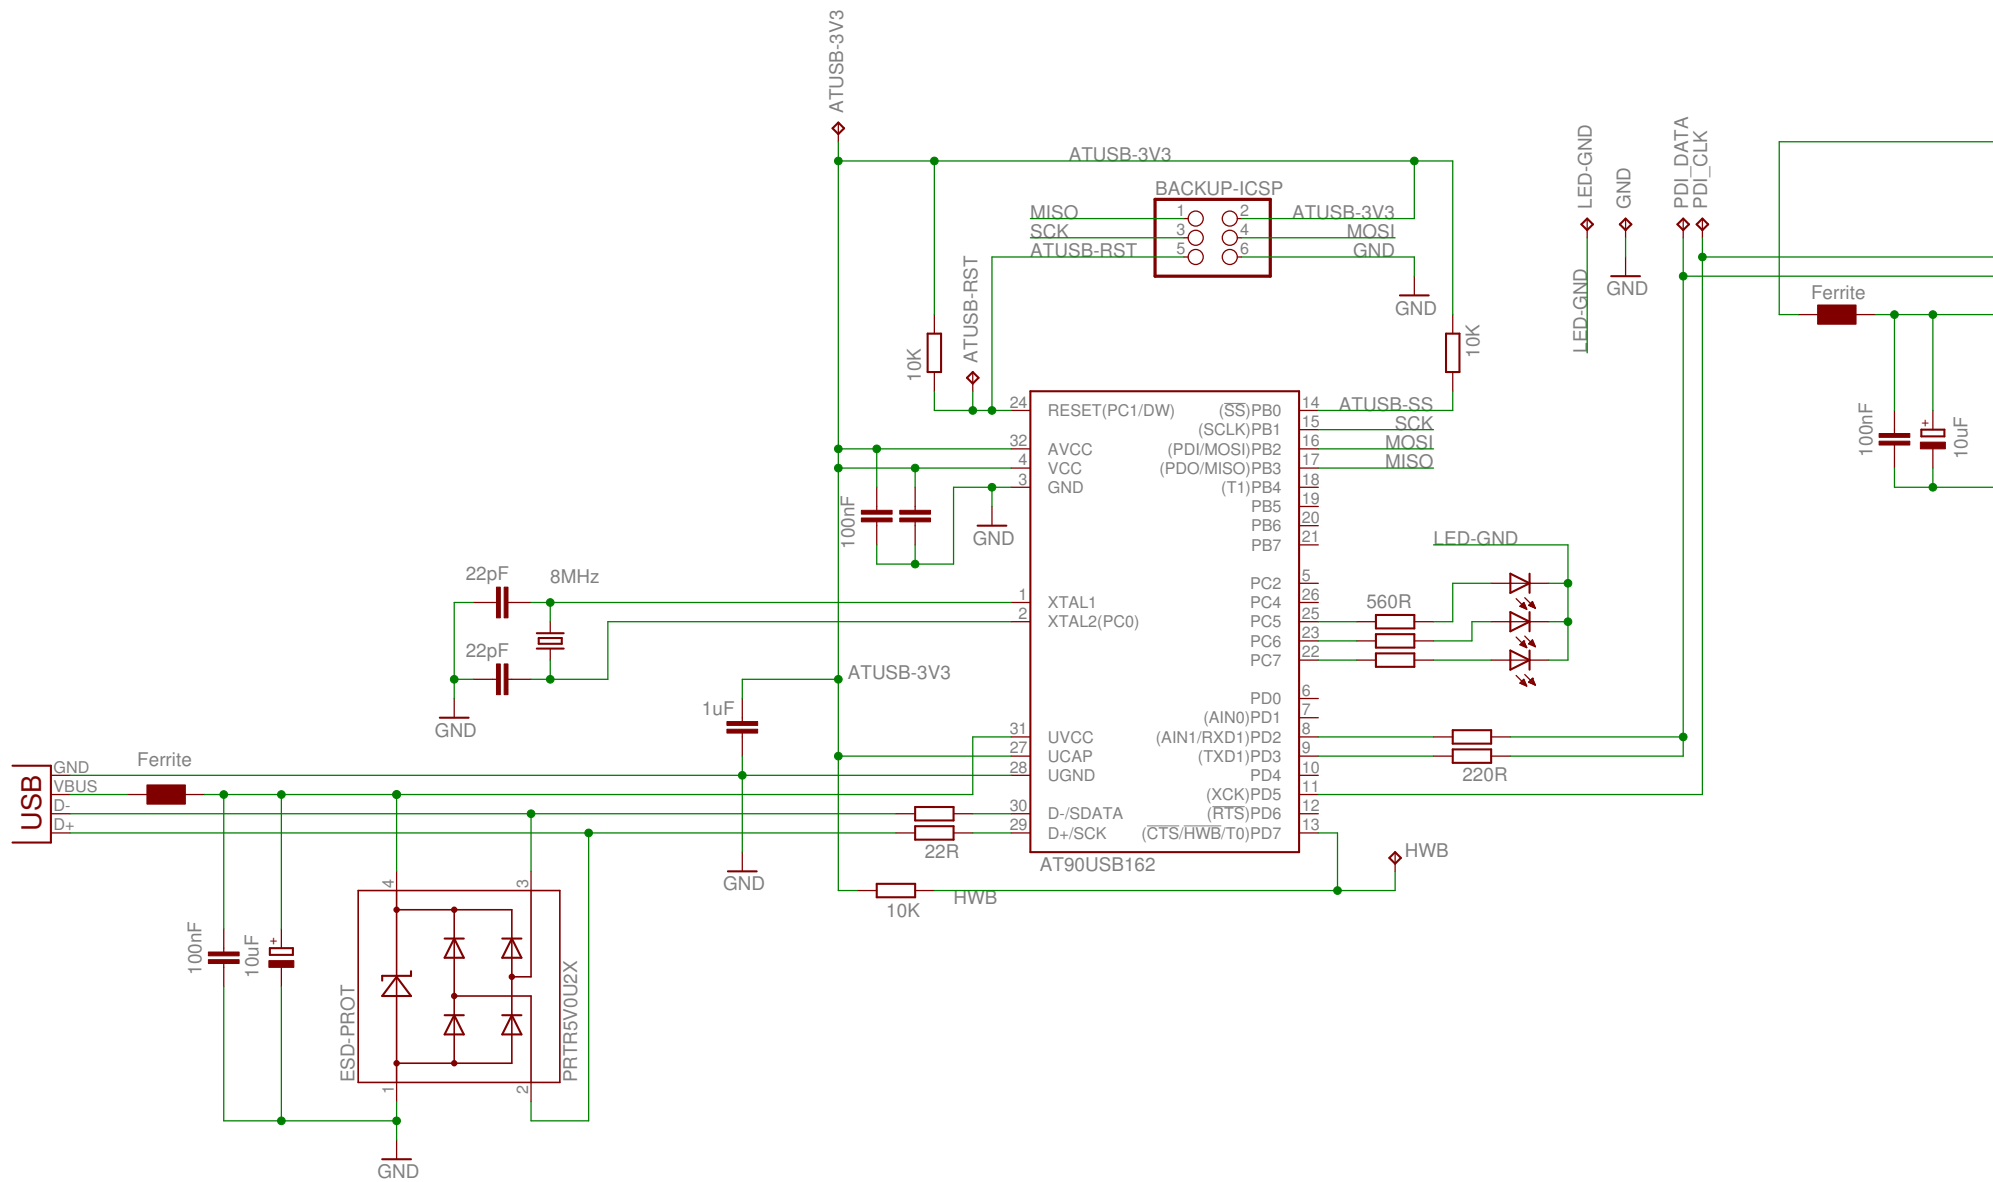 ATUSB-3V3
ATUSB-3V3
BACKUP-ICSP
MISO 1 2 ATUSB-3V3
SCK 3 4 MOSI
ATUSB-RST 5 6 GND
GND
10K
ATUSB-RST
10K
LED-GND
LED-GND
GND
GND
PDI_DATA
PDI_CLK
Ferrite
100nF
+
10uF
24 RESET(PC1/DW) (SS)PB0 14 ATUSB-SS
(SCLK)PB1 15 SCK
32 AVCC (PDI/MOSI)PB2 16 MOSI
4 VCC (PDO/MISO)PB3 17 MISO
3 GND (T1)PB4 18
PB5 19
PB6 20
PB7 21
100nF
GND
LED-GND
22pF
8MHz
PC2 5
1 XTAL1 PC4 26
2 XTAL2(PC0) PC5 25
560R
PC6 23
PC7 22
22pF
GND
ATUSB-3V3
1uF
PD0 6
(AIN0)PD1 7
31 UVCC (AIN1/RXD1)PD2 8
27 UCAP (TXD1)PD3 9
28 UGND PD4 10
(XCK)PD5 11
30 D-/SDATA (RTS)PD6 12
29 D+/SCK (CTS/HWB/T0)PD7 13
220R
AT90USB162
22R
GND
HWB
10K
HWB
USB
GND
VBUS
D-
D+
Ferrite
100nF
10uF
+
4
3
ESD-PROT
PRTR5V0U2X
1
2
GND